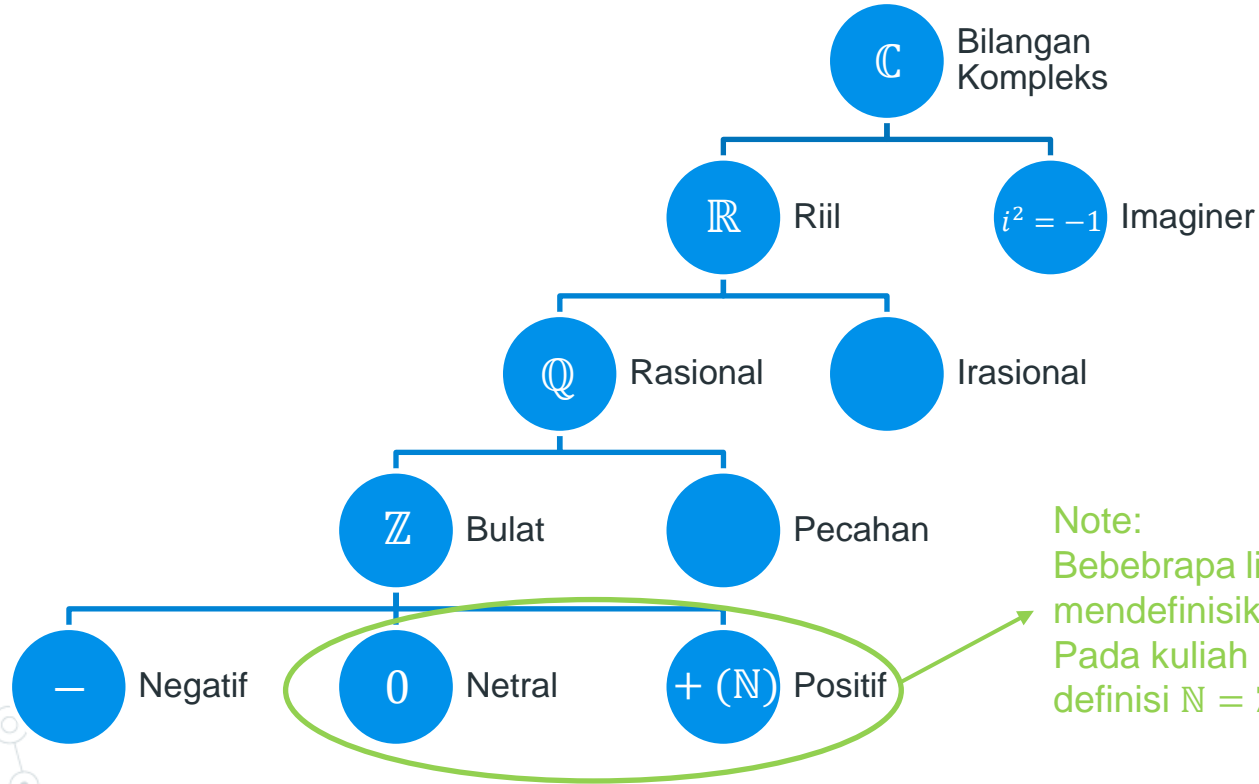 ℂ Bilangan
Kompleks
ℝ Riil
i² = −1 Imaginer
ℚ Rasional
Irasional
ℤ Bulat
Pecahan
− Negatif
0 Netral
+ (ℕ) Positif
Note:
Bebebrapa li
mendefinisik
Pada kuliah
definisi ℕ =